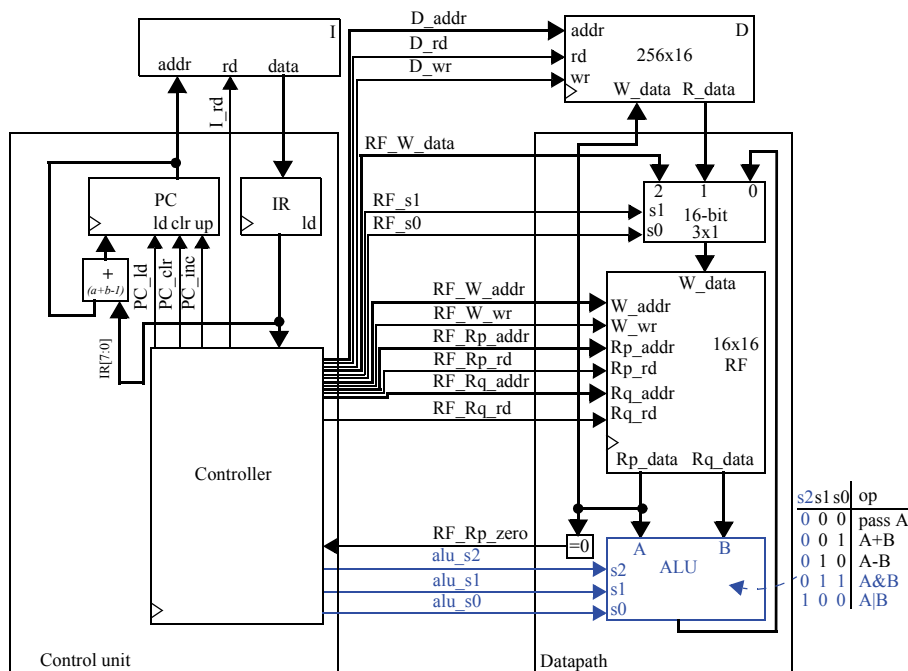 I
addr rd data
D_addr
D_rd
D_wr
D
addr
rd
wr
256x16
W_data R_data
I_rd
RF_W_data
PC
ld clr up
IR
ld
2 1 0
s1
s0
16-bit
3x1
RF_s1
RF_s0
+
(a+b-1)
PC_ld
PC_clr
PC_inc
IR[7:0]
RF_W_addr
RF_W_wr
RF_Rp_addr
RF_Rp_rd
RF_Rq_addr
RF_Rq_rd
W_data
W_addr
W_wr
Rp_addr
Rp_rd
Rq_addr
Rq_rd
16x16
RF
Rp_data Rq_data
Controller
RF_Rp_zero
=0
alu_s2
alu_s1
alu_s0
A B
ALU
s2
s1
s0
s2 s1 s0 op
0 0 0 pass A
0 0 1 A+B
0 1 0 A-B
0 1 1 A&B
1 0 0 A|B
Control unit
Datapath